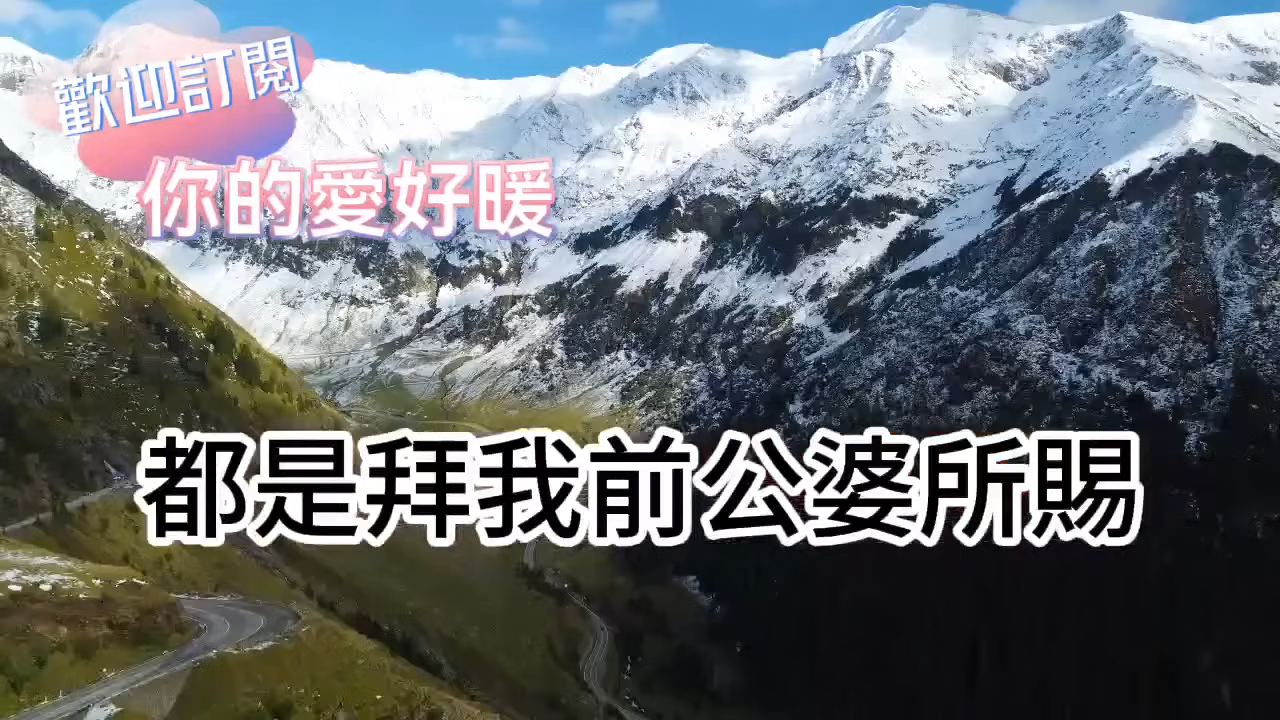 歡迎訂閱
你的愛好暖
都是拜我前公婆所賜